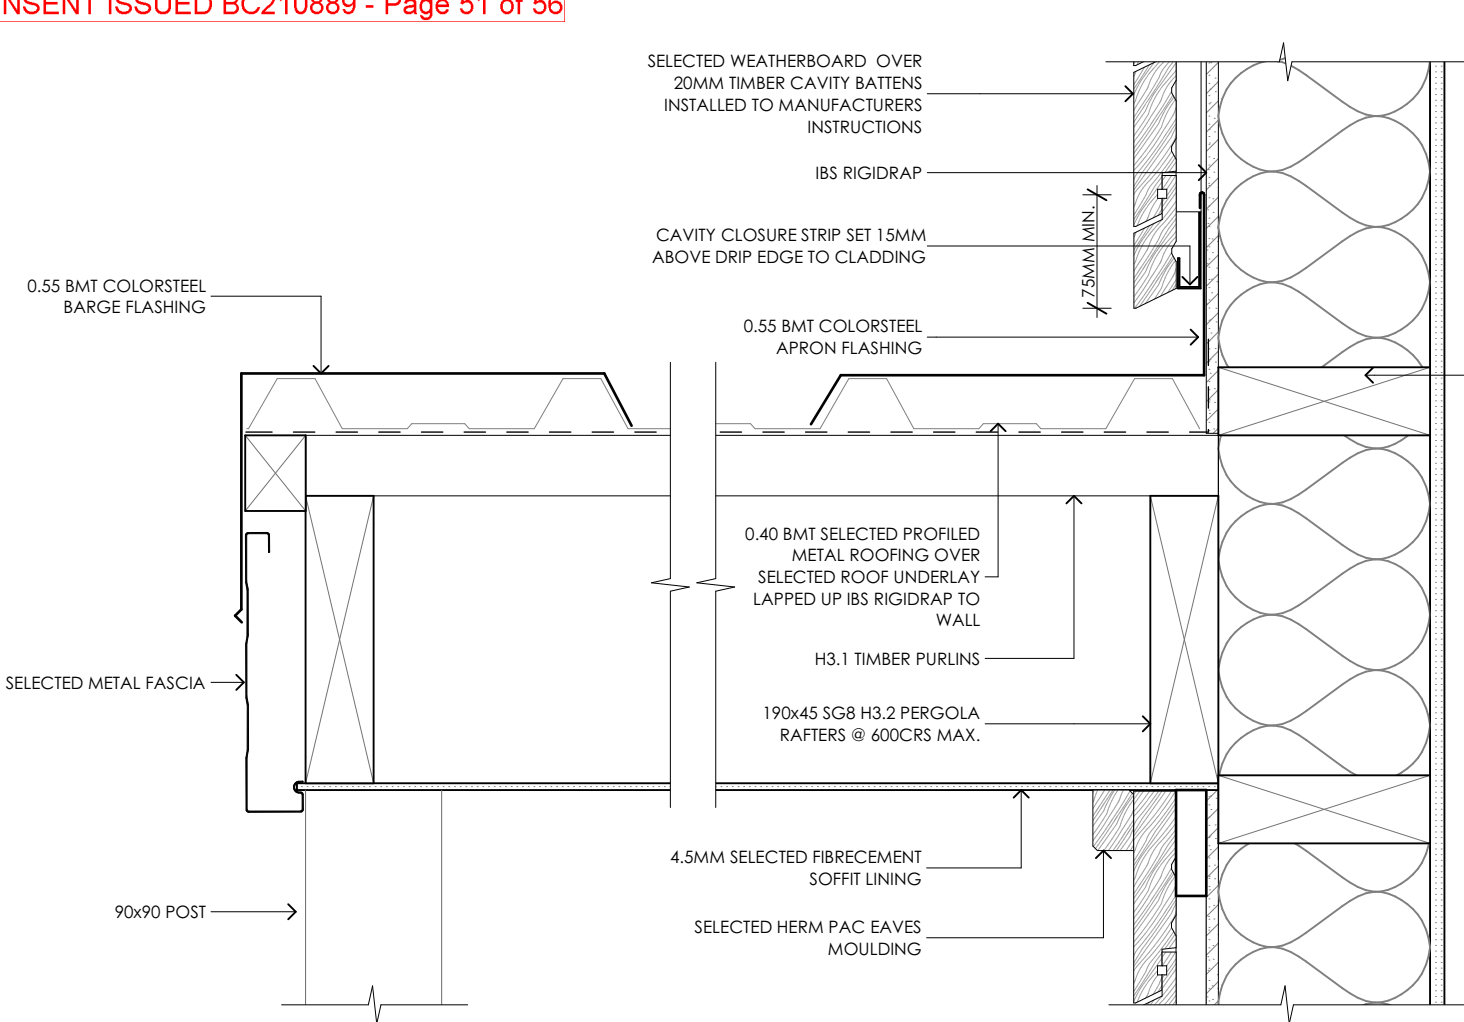 NSENT ISSUED BC210889 - Page 51 of 56
SELECTED WEATHERBOARD OVER
20MM TIMBER CAVITY BATTENS
INSTALLED TO MANUFACTURERS
INSTRUCTIONS
IBS RIGIDRAP
75MM MIN.
CAVITY CLOSURE STRIP SET 15MM
ABOVE DRIP EDGE TO CLADDING
0.55 BMT COLORSTEEL
BARGE FLASHING
0.55 BMT COLORSTEEL
APRON FLASHING
0.40 BMT SELECTED PROFILED
METAL ROOFING OVER
SELECTED ROOF UNDERLAY
LAPPED UP IBS RIGIDRAP TO
WALL
H3.1 TIMBER PURLINS
SELECTED METAL FASCIA
190x45 SG8 H3.2 PERGOLA
RAFTERS @ 600CRS MAX.
4.5MM SELECTED FIBRECEMENT
SOFFIT LINING
90x90 POST
SELECTED HERM PAC EAVES
MOULDING